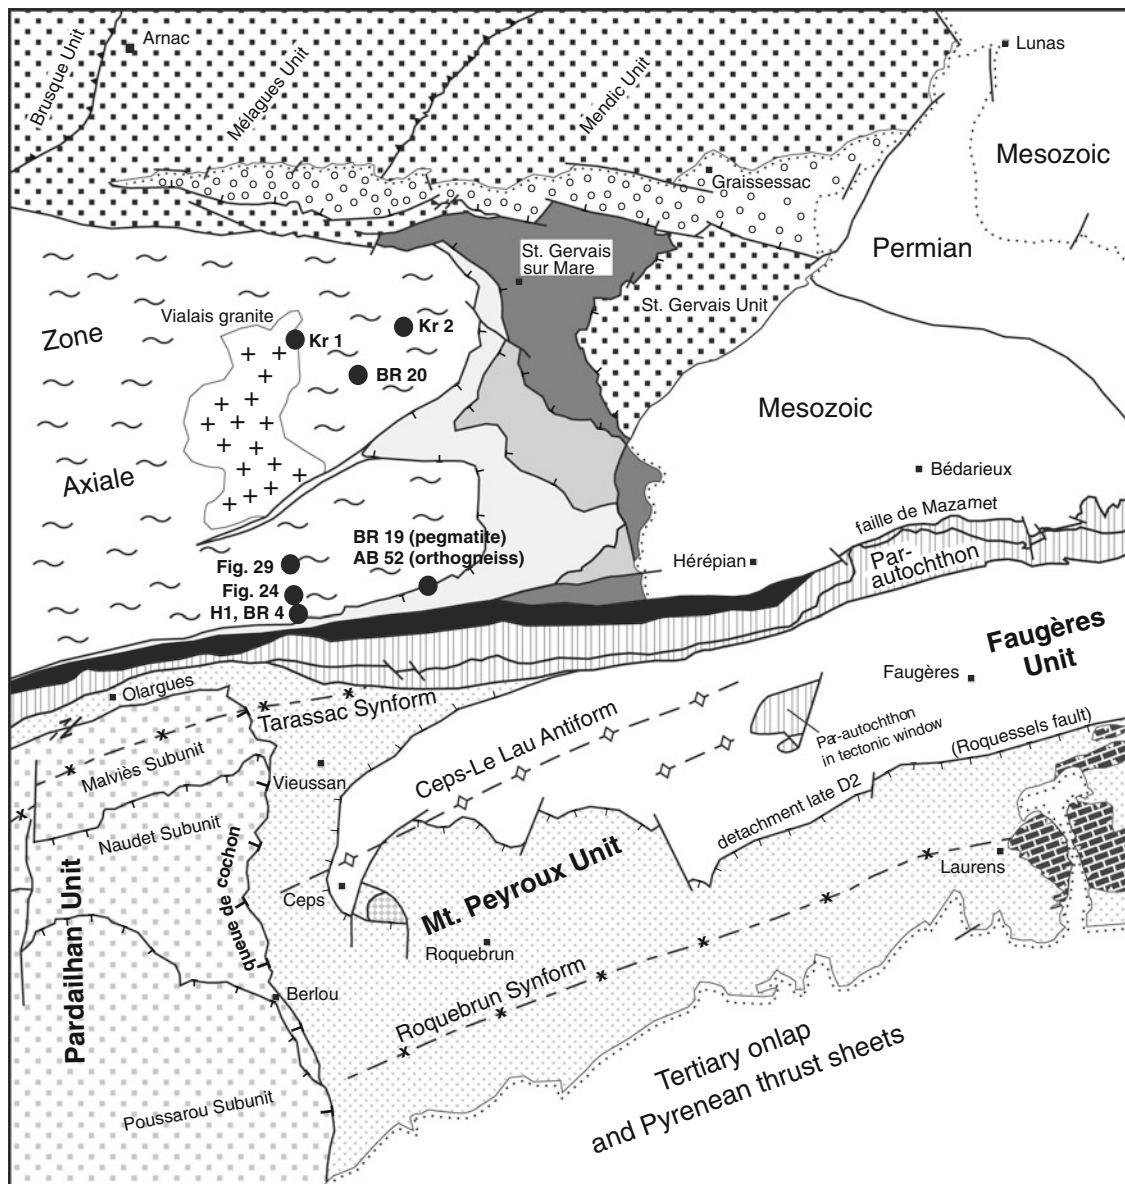 Arnac
Lunas
Brusque Unit
Mélagues Unit
Mendic Unit
Mesozoic
Graissessac
Permian
St. Gervais
sur Mare
St. Gervais Unit
Vialais granite
Zone
Kr 1
Kr 2
BR 20
Mesozoic
Axiale
Bédarieux
BR 19 (pegmatite)
AB 52 (orthogneiss)
faille de Mazamet
Hérépian
Par-
autochthon
Fig. 29
Fig. 24
H1, BR 4
Faugères
Unit
Faugères
Olargues
Tarassac Synform
Ceps-Le Lau Antiform
Par-autochthon
in tectonic window
(Roquessels fault)
Malviès Subunit
Vieussan
detachment late D2
Naudet Subunit
Queue de cochon
Laurens
Ceps
Mt. Peyroux Unit
Pardailhan Unit
Roquebrun
Roquebrun Synform
Berlou
Tertiary onlap
and Pyrenean thrust sheets
Poussarou Subunit